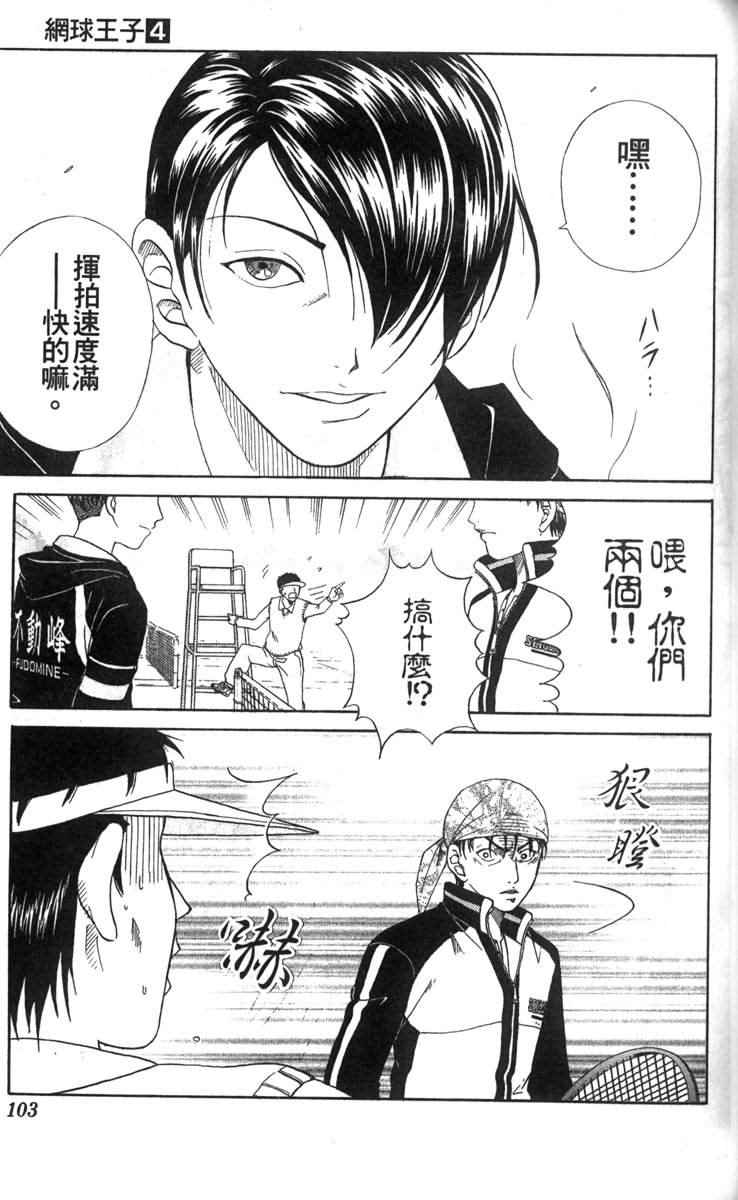 網球王子4
嘿……
揮拍速度滿
──快的嘛。
ハラ…
喂，你們
兩個!!
搞什麼!?
不動峰
-FUDOMINE-
狠瞪
嚇
103